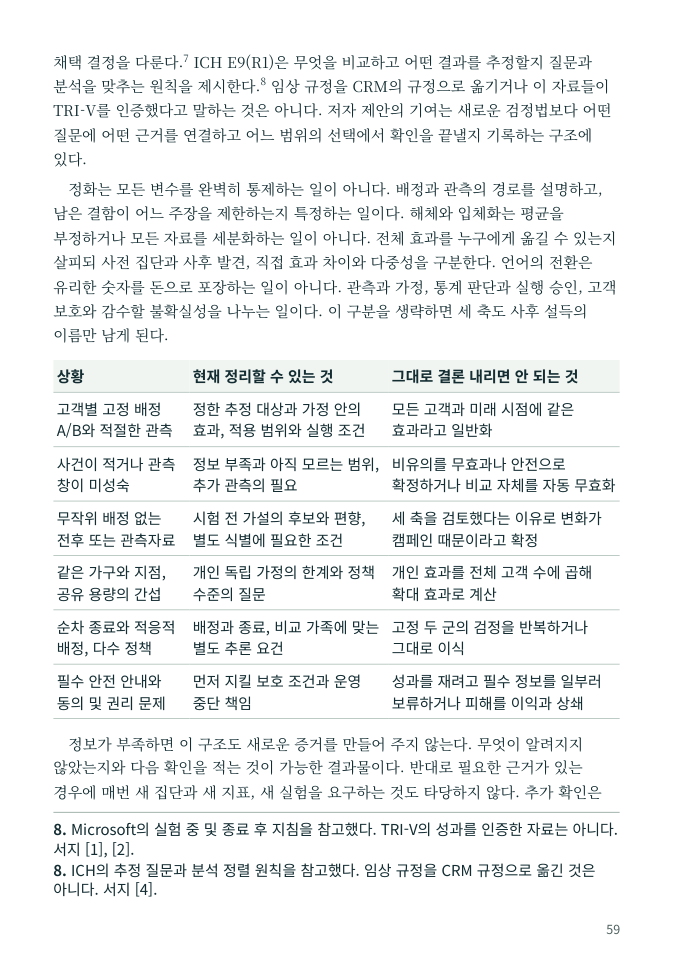 채택 결정을 다룬다.7 ICH E9(R1)은 무엇을 비교하고 어떤 결과를 추정할지 질문과
분석을 맞추는 원칙을 제시한다.8 임상 규정을 CRM의 규정으로 옮기거나 이 자료들이
TRI-V를 인증했다고 말하는 것은 아니다. 저자 제안의 기여는 새로운 검정법보다 어떤
질문에 어떤 근거를 연결하고 어느 범위의 선택에서 확인을 끝낼지 기록하는 구조에
있다.
정화는 모든 변수를 완벽히 통제하는 일이 아니다. 배정과 관측의 경로를 설명하고,
남은 결함이 어느 주장을 제한하는지 특정하는 일이다. 해체와 입체화는 평균을
부정하거나 모든 자료를 세분화하는 일이 아니다. 전체 효과를 누구에게 옮길 수 있는지
살피되 사전 집단과 사후 발견, 직접 효과 차이와 다중성을 구분한다. 언어의 전환은
유리한 숫자를 돈으로 포장하는 일이 아니다. 관측과 가정, 통계 판단과 실행 승인, 고객
보호와 감수할 불확실성을 나누는 일이다. 이 구분을 생략하면 세 축도 사후 설득의
이름만 남게 된다.
상황 현재 정리할 수 있는 것 그대로 결론 내리면 안 되는 것
고객별 고정 배정 정한 추정 대상과 가정 안의 모든 고객과 미래 시점에 같은
A/B와 적절한 관측 효과, 적용 범위와 실행 조건 효과라고 일반화
사건이 적거나 관측 정보 부족과 아직 모르는 범위, 비유의를 무효과나 안전으로
창이 미성숙 추가 관측의 필요 확정하거나 비교 자체를 자동 무효화
무작위 배정 없는 시험 전 가설의 후보와 편향, 세 축을 검토했다는 이유로 변화가
전후 또는 관측자료 별도 식별에 필요한 조건 캠페인 때문이라고 확정
같은 가구와 지점, 개인 독립 가정의 한계와 정책 개인 효과를 전체 고객 수에 곱해
공유 용량의 간섭 수준의 질문 확대 효과로 계산
순차 종료와 적응적 배정과 종료, 비교 가족에 맞는 고정 두 군의 검정을 반복하거나
배정, 다수 정책 별도 추론 요건 그대로 이식
필수 안전 안내와 먼저 지킬 보호 조건과 운영 성과를 재려고 필수 정보를 일부러
동의 및 권리 문제 중단 책임 보류하거나 피해를 이익과 상쇄
정보가 부족하면 이 구조도 새로운 증거를 만들어 주지 않는다. 무엇이 알려지지
않았는지와 다음 확인을 적는 것이 가능한 결과물이다. 반대로 필요한 근거가 있는
경우에 매번 새 집단과 새 지표, 새 실험을 요구하는 것도 타당하지 않다. 추가 확인은
8. Microsoft의 실험 중 및 종료 후 지침을 참고했다. TRI-V의 성과를 인증한 자료는 아니다.
서지 [1], [2].
8. ICH의 추정 질문과 분석 정렬 원칙을 참고했다. 임상 규정을 CRM 규정으로 옮긴 것은
아니다. 서지 [4].
59